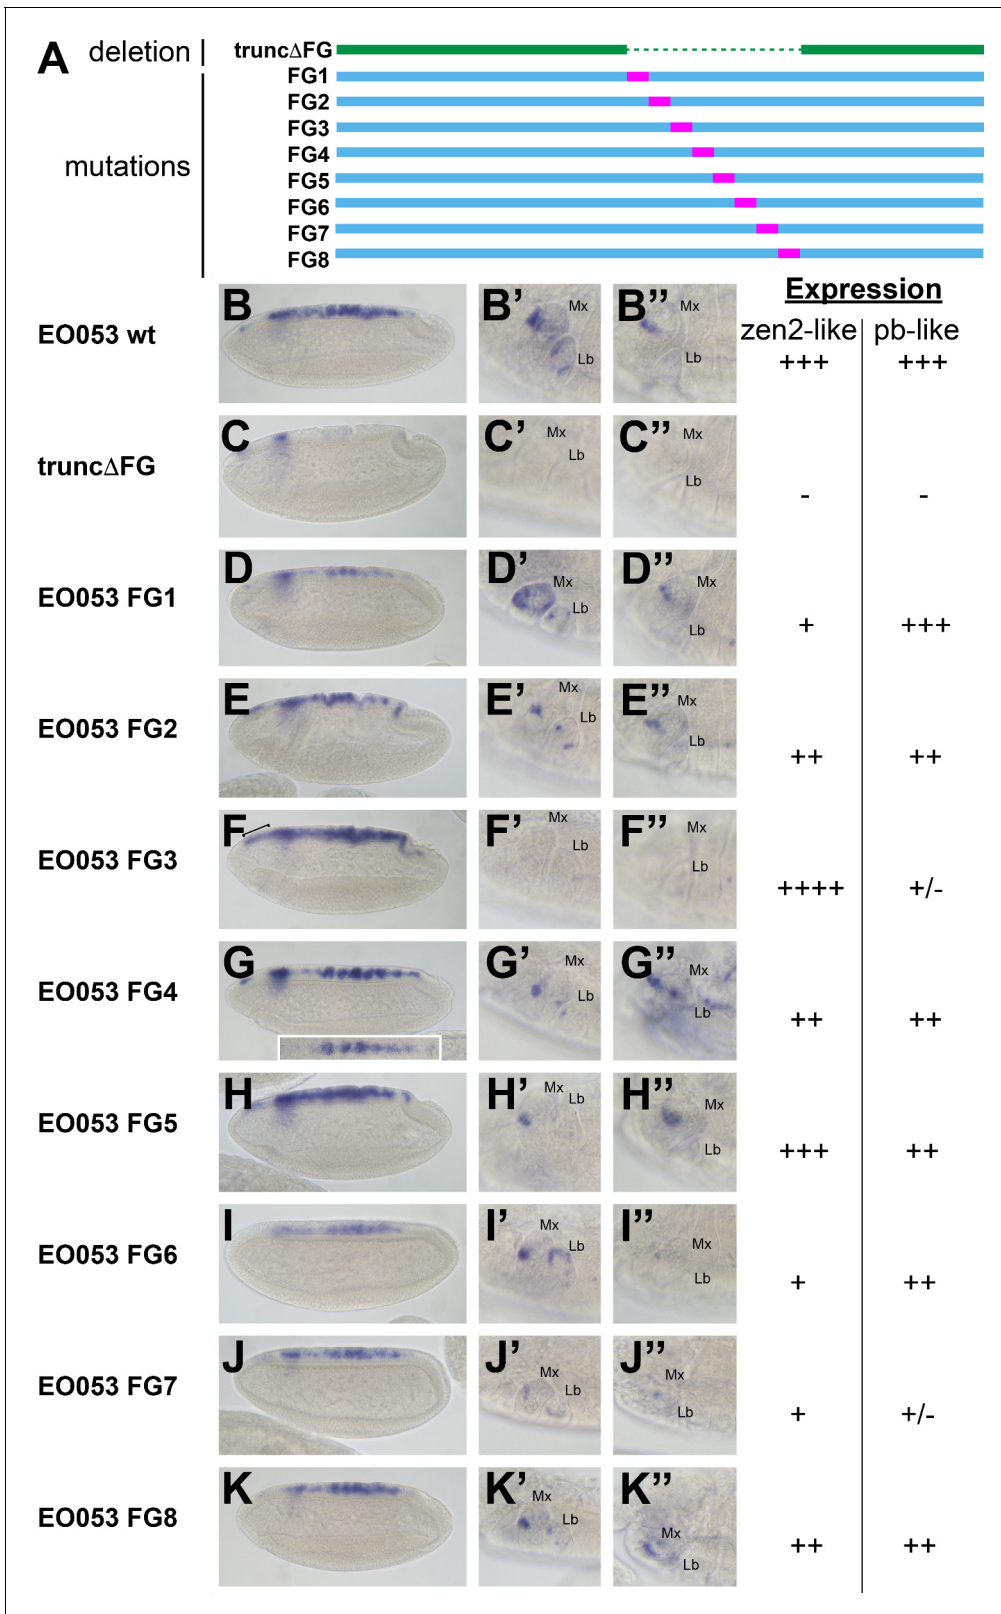 A
deletion
truncΔFG
mutations
FG1
FG2
FG3
FG4
FG5
FG6
FG7
FG8
Expression
zen2-like pb-like
EO053 wt
B
B’ Mx Lb
B” Mx Lb
+++ +++
truncΔFG
C
C’ Mx Lb
C” Mx Lb
- -
EO053 FG1
D
D’ Mx Lb
D” Mx Lb
+ +++
EO053 FG2
E
E’ Mx Lb
E” Mx Lb
++ ++
EO053 FG3
F
F’ Mx Lb
F” Mx Lb
++++ +/-
EO053 FG4
G
G’ Mx Lb
G” Mx Lb
++ ++
EO053 FG5
H
H’ Mx Lb
H” Mx Lb
+++ ++
EO053 FG6
I
I’ Mx Lb
I” Mx Lb
+ ++
EO053 FG7
J
J’ Mx Lb
J” Mx Lb
+ +/-
EO053 FG8
K
K’ Mx Lb
K” Mx Lb
++ ++